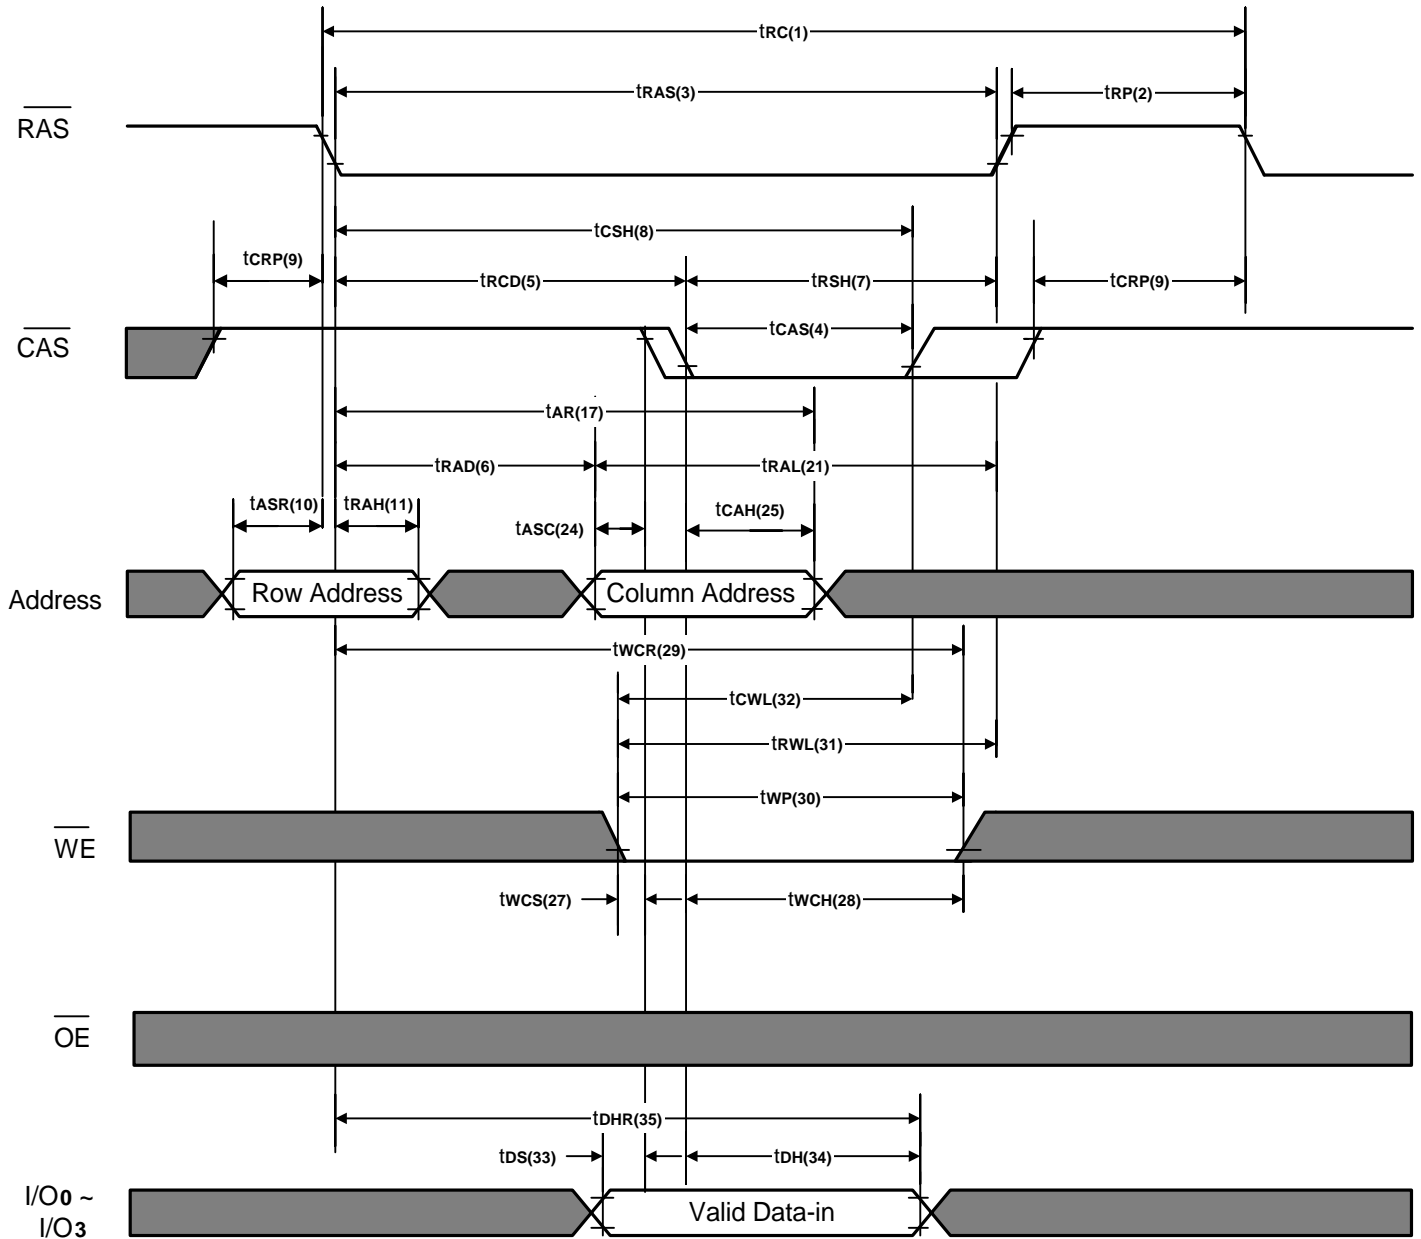 tRC(1)
tRAS(3)
tRP(2)
RAS
tCSH(8)
tCRP(9)
tRCD(5)
tRSH(7)
tCRP(9)
CAS
tCAS(4)
tAR(17)
tRAD(6)
tRAL(21)
tASR(10)
tRAH(11)
tASC(24)
tCAH(25)
Address
Row Address
Column Address
tWCR(29)
tCWL(32)
tRWL(31)
tWP(30)
WE
tWCS(27)
tWCH(28)
OE
tDHR(35)
tDS(33)
tDH(34)
I/O0 ~
I/O3
Valid Data-in